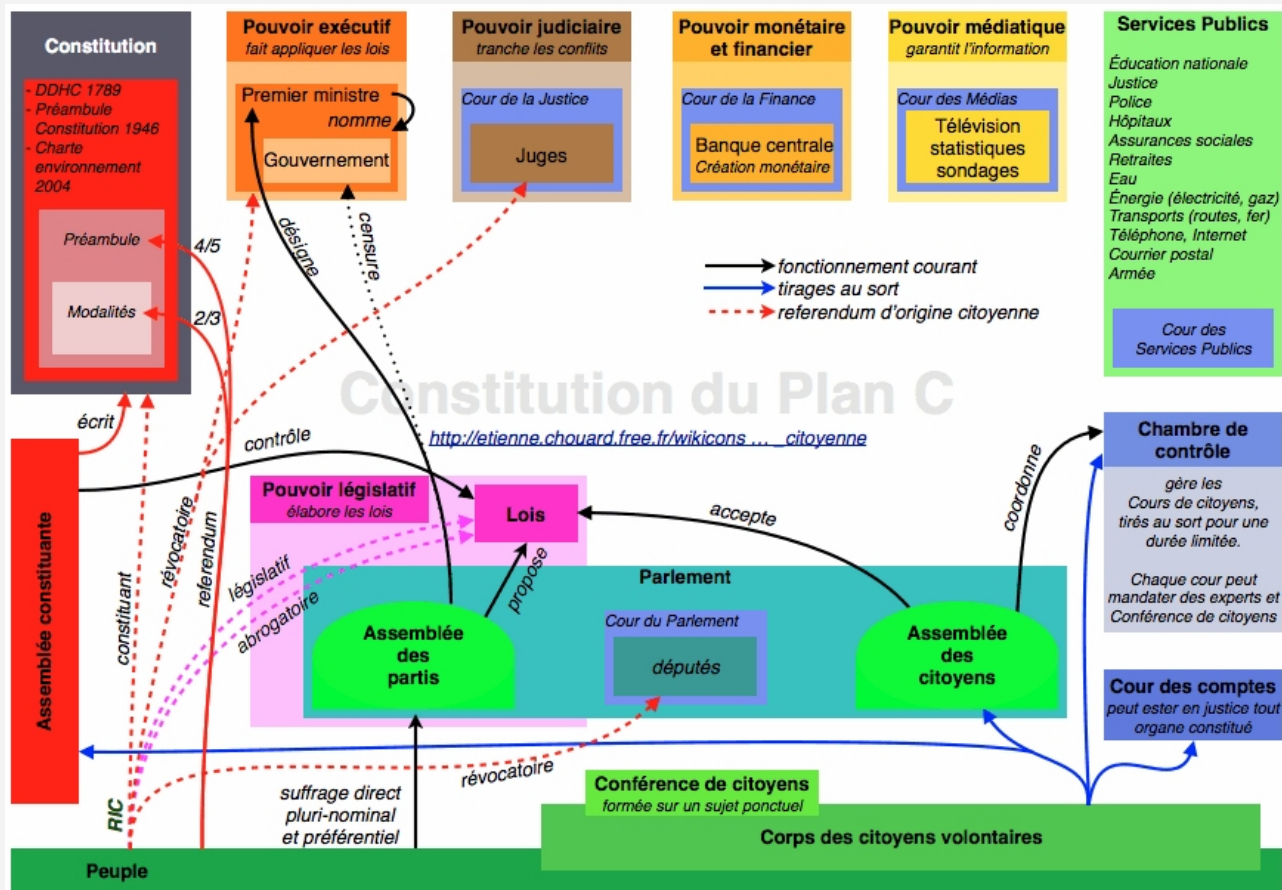 Constitution
- DDHC 1789
- Préambule
Constitution 1946
- Charte
environnement
2004
Préambule
Modalités
4/5
2/3
Pouvoir exécutif
fait appliquer les lois
Premier ministre
nomme
Gouvernement
Pouvoir judiciaire
tranche les conflits
Cour de la Justice
Juges
Pouvoir monétaire
et financier
Cour de la Finance
Banque centrale
Création monétaire
Pouvoir médiatique
garantit l'information
Cour des Médias
Télévision
statistiques
sondages
Services Publics
Éducation nationale
Justice
Police
Hôpitaux
Assurances sociales
Retraites
Eau
Énergie (électricité, gaz)
Transports (routes, fer)
Téléphone, Internet
Courrier postal
Armée
Cour des
Services Publics
désigne
censure
fonctionnement courant
tirages au sort
referendum d'origine citoyenne
Constitution du Plan C
http://etienne.chouard.free.fr/wikicons ... _citoyenne
écrit
contrôle
Assemblée constituante
constituant
révocatoire
referendum
Pouvoir législatif
élabore les lois
Lois
législatif
abrogatoire
propose
accepte
coordonne
Parlement
Assemblée
des
partis
Cour du Parlement
députés
Assemblée
des
citoyens
Chambre de
contrôle
gère les
Cours de citoyens,
tirés au sort pour une
durée limitée.
Chaque cour peut
mandater des experts et
Conférence de citoyens
Cour des comptes
peut ester en justice tout
organe constitué
RIC
révocatoire
suffrage direct
pluri-nominal
et préférentiel
Conférence de citoyens
formée sur un sujet ponctuel
Corps des citoyens volontaires
Peuple